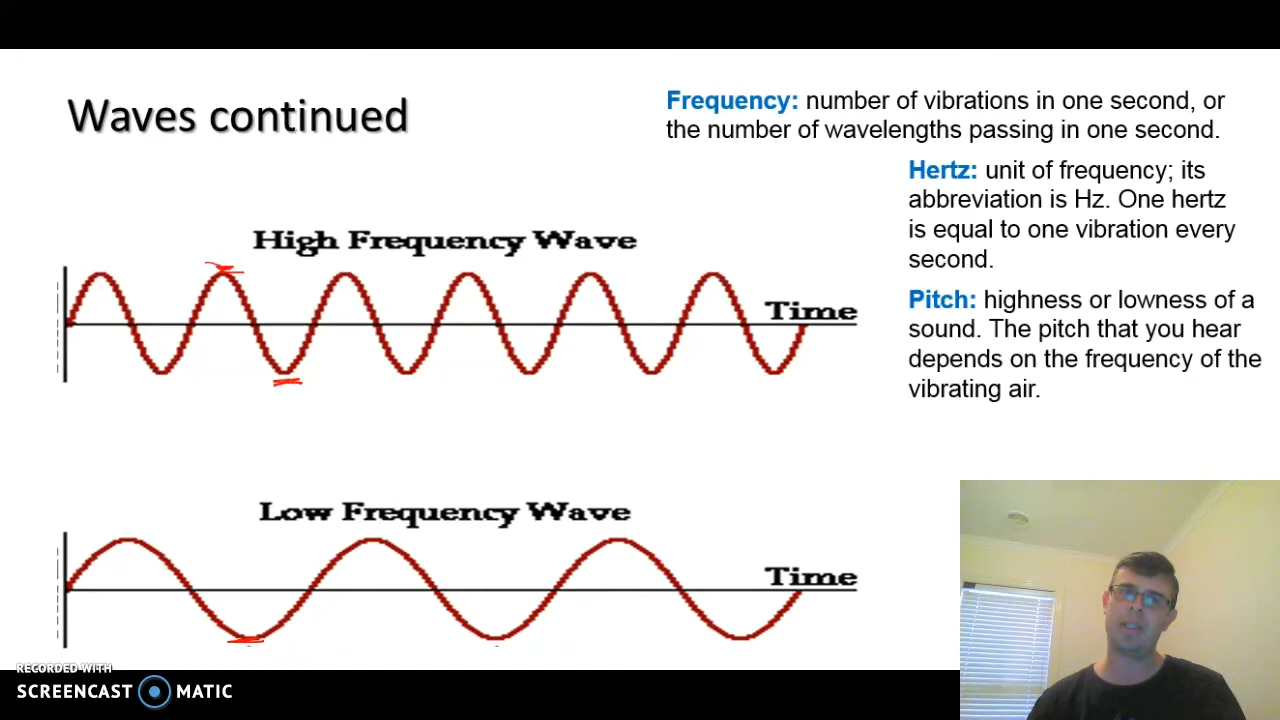 Waves continued
Frequency: number of vibrations in one second, or
the number of wavelengths passing in one second.
Hertz: unit of frequency; its
abbreviation is Hz. One hertz
is equal to one vibration every
second.
Pitch: highness or lowness of a
sound. The pitch that you hear
depends on the frequency of the
vibrating air.
High Frequency Wave
Time
Low Frequency Wave
Time
RECORDED WITH
SCREENCAST MATIC